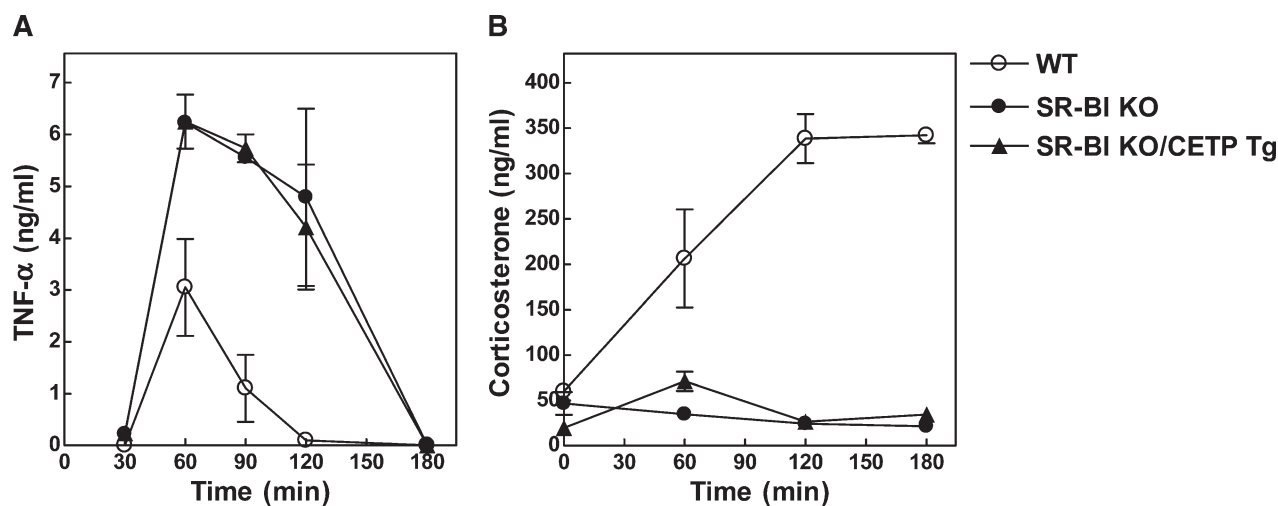 A
TNF-α (ng/ml)
7
6
5
4
3
2
1
0
0 30 60 90 120 150 180
Time (min)
B
Corticosterone (ng/ml)
400
350
300
250
200
150
100
50
0
0 30 60 90 120 150 180
Time (min)
WT
SR-BI KO
SR-BI KO/CETP Tg